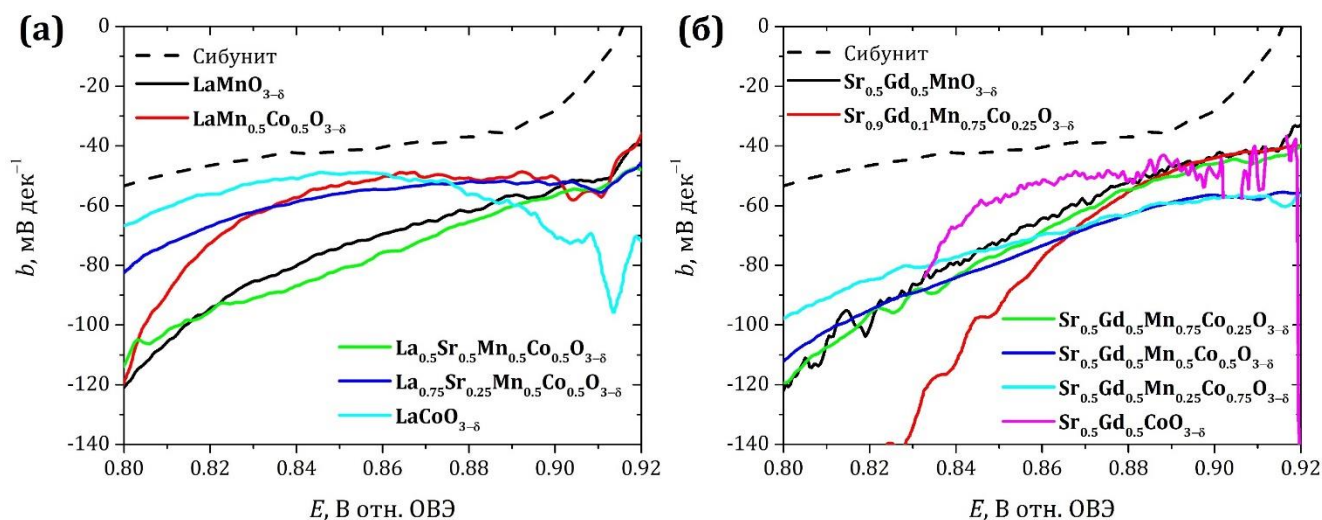 (а)
b, мВ дек⁻¹
0
-20
-40
-60
-80
-100
-120
-140
Сибунит
LaMnO₃₋δ
LaMn₀.₅Co₀.₅O₃₋δ
La₀.₅Sr₀.₅Mn₀.₅Co₀.₅O₃₋δ
La₀.₇₅Sr₀.₂₅Mn₀.₅Co₀.₅O₃₋δ
LaCoO₃₋δ
0.80 0.82 0.84 0.86 0.88 0.90 0.92
E, В отн. ОВЭ
(б)
b, мВ дек⁻¹
0
-20
-40
-60
-80
-100
-120
-140
Сибунит
Sr₀.₅Gd₀.₅MnO₃₋δ
Sr₀.₉Gd₀.₁Mn₀.₇₅Co₀.₂₅O₃₋δ
Sr₀.₅Gd₀.₅Mn₀.₇₅Co₀.₂₅O₃₋δ
Sr₀.₅Gd₀.₅Mn₀.₅Co₀.₅O₃₋δ
Sr₀.₅Gd₀.₅Mn₀.₂₅Co₀.₇₅O₃₋δ
Sr₀.₅Gd₀.₅CoO₃₋δ
0.80 0.82 0.84 0.86 0.88 0.90 0.92
E, В отн. ОВЭ